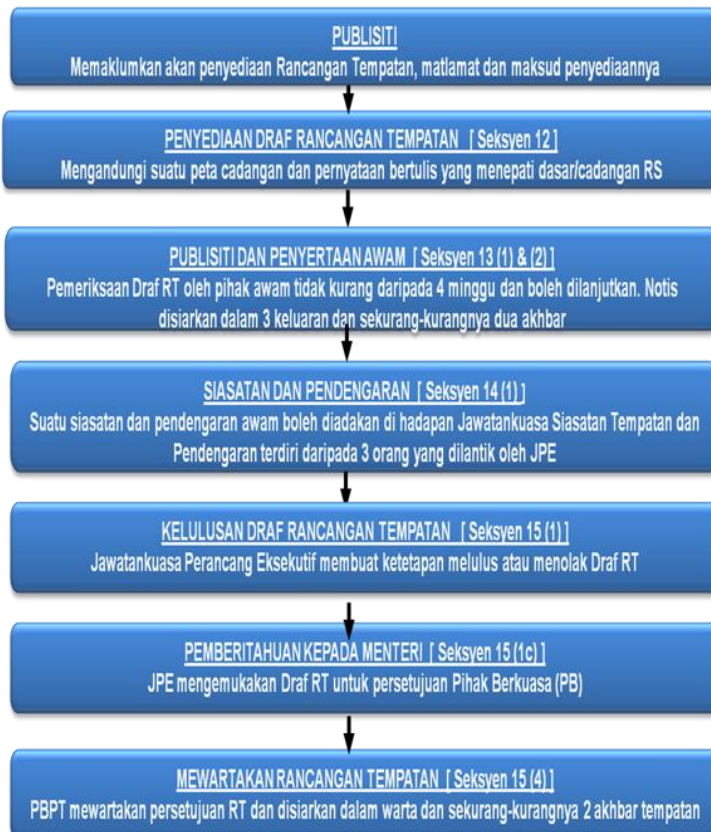 PUBLISITI
Memaklumkan akan penyediaan Rancangan Tempatan, matlamat dan maksud penyediaannya
PENYEDIAAN DRAF RANCANGAN TEMPATAN [ Seksyen 12 ]
Mengandungi suatu peta cadangan dan pernyataan bertulis yang menepati dasar/cadangan RS
PUBLISITI DAN PENYERTAAN AWAM [ Seksyen 13 (1) & (2) ]
Pemeriksaan Draf RT oleh pihak awam tidak kurang daripada 4 minggu dan boleh dilanjutkan. Notis
disiarkan dalam 3 keluaran dan sekurang-kurangnya dua akhbar
SIASATAN DAN PENDENGARAN [ Seksyen 14 (1) ]
Suatu siasatan dan pendengaran awam boleh diadakan di hadapan Jawatankuasa Siasatan Tempatan dan
Pendengaran terdiri daripada 3 orang yang dilantik oleh JPE
KELULUSAN DRAF RANCANGAN TEMPATAN [ Seksyen 15 (1) ]
Jawatankuasa Perancang Eksekutif membuat ketetapan melulus atau menolak Draf RT
PEMBERITAHUAN KEPADA MENTERI [ Seksyen 15 (1c) ]
JPE mengemukakan Draf RT untuk persetujuan Pihak Berkuasa (PB)
MEWARTAKAN RANCANGAN TEMPATAN [ Seksyen 15 (4) ]
PBPT mewartakan persetujuan RT dan disiarkan dalam warta dan sekurang-kurangnya 2 akhbar tempatan